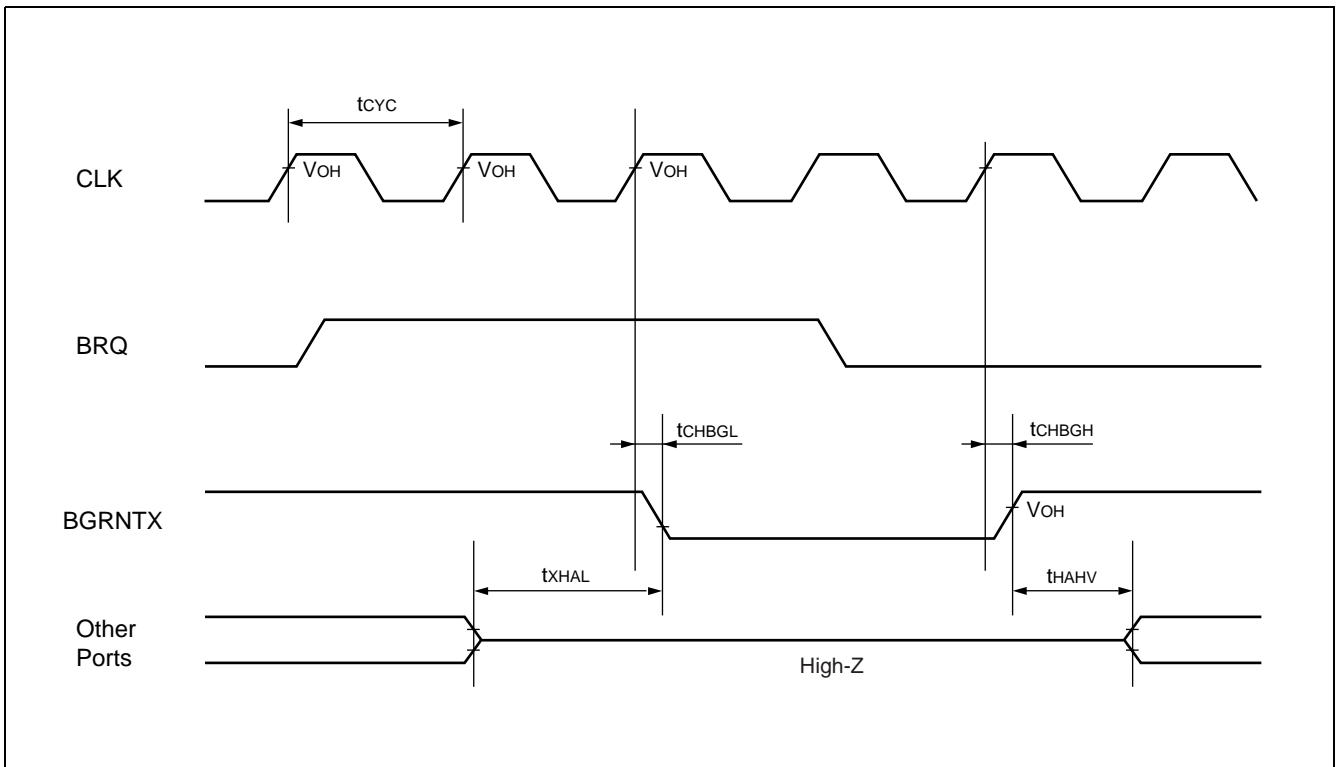 tCYC
CLK
VOH
VOH
VOH
BRQ
tCHBGL
tCHBGH
BGRNTX
VOH
tXHAL
tHAHV
Other
Ports
High-Z